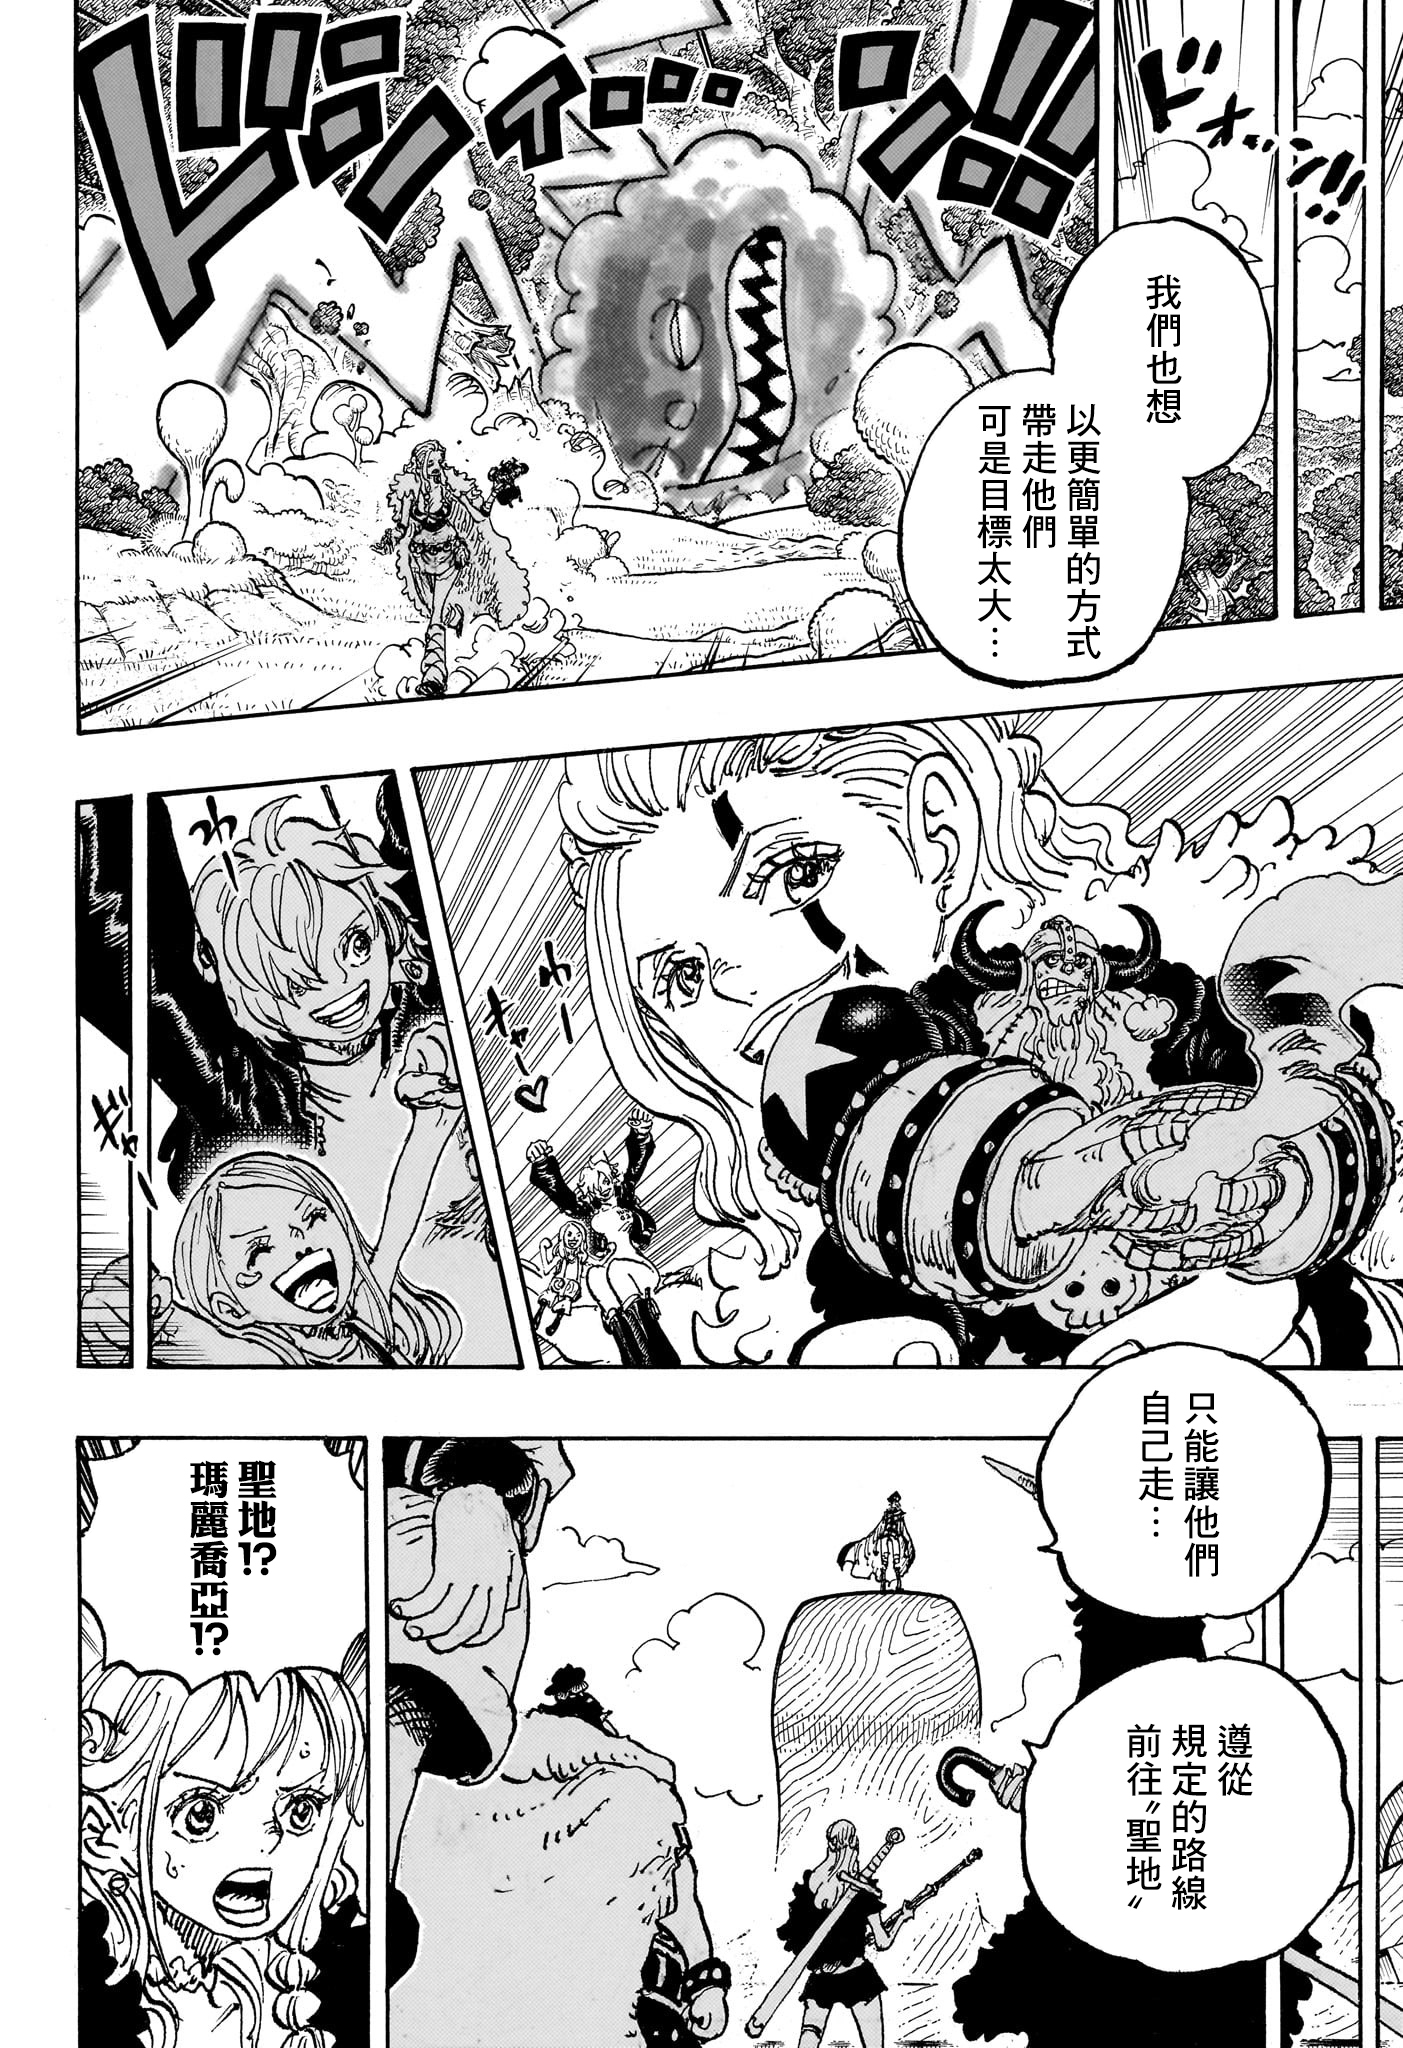 ドォ…ン!!
ドゴォォ…ン!!
我們也想
以更簡單的方式
帶走他們
可是目標太大…
わー
キャー♡
わー
ギャー
只能讓他們
自己走…
遵從
規定的路線
前往〝聖地〞
聖地!?
瑪麗喬亞!?